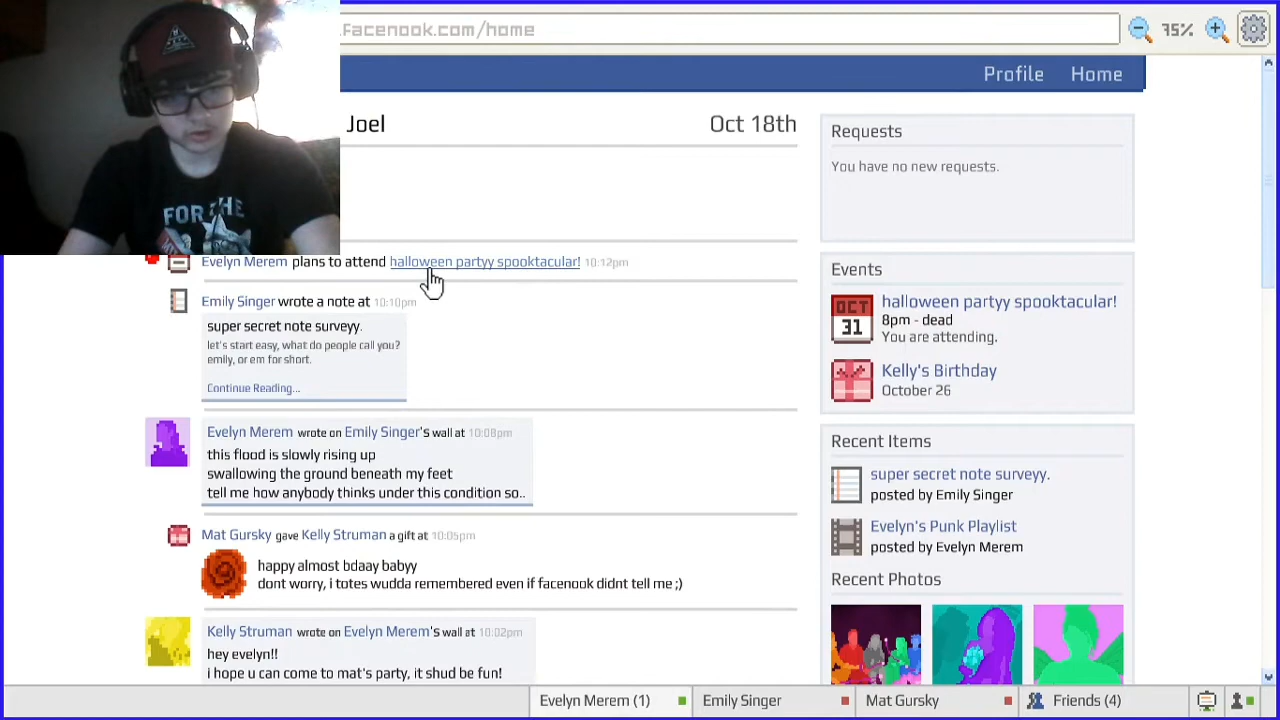 .facenook.com/home
75%
Profile Home
Joel
Oct 18th
Requests
You have no new requests.
FOR THE
Evelyn Merem plans to attend halloween partyy spooktacular! 10:12pm
Emily Singer wrote a note at 10:10pm
super secret note surveyy.
let's start easy, what do people call you?
emily, or em for short.
Continue Reading...
Evelyn Merem wrote on Emily Singer's wall at 10:08pm
this flood is slowly rising up
swallowing the ground beneath my feet
tell me how anybody thinks under this condition so..
Mat Gursky gave Kelly Struman a gift at 10:05pm
happy almost bdaay babyy
dont worry, i totes wudda remembered even if facenook didnt tell me ;)
Kelly Struman wrote on Evelyn Merem's wall at 10:02pm
hey evelyn!!
i hope u can come to mat's party, it shud be fun!
Events
OCT
31
halloween partyy spooktacular!
8pm - dead
You are attending.
Kelly's Birthday
October 26
Recent Items
super secret note surveyy.
posted by Emily Singer
Evelyn's Punk Playlist
posted by Evelyn Merem
Recent Photos
Evelyn Merem (1)
Emily Singer
Mat Gursky
Friends (4)